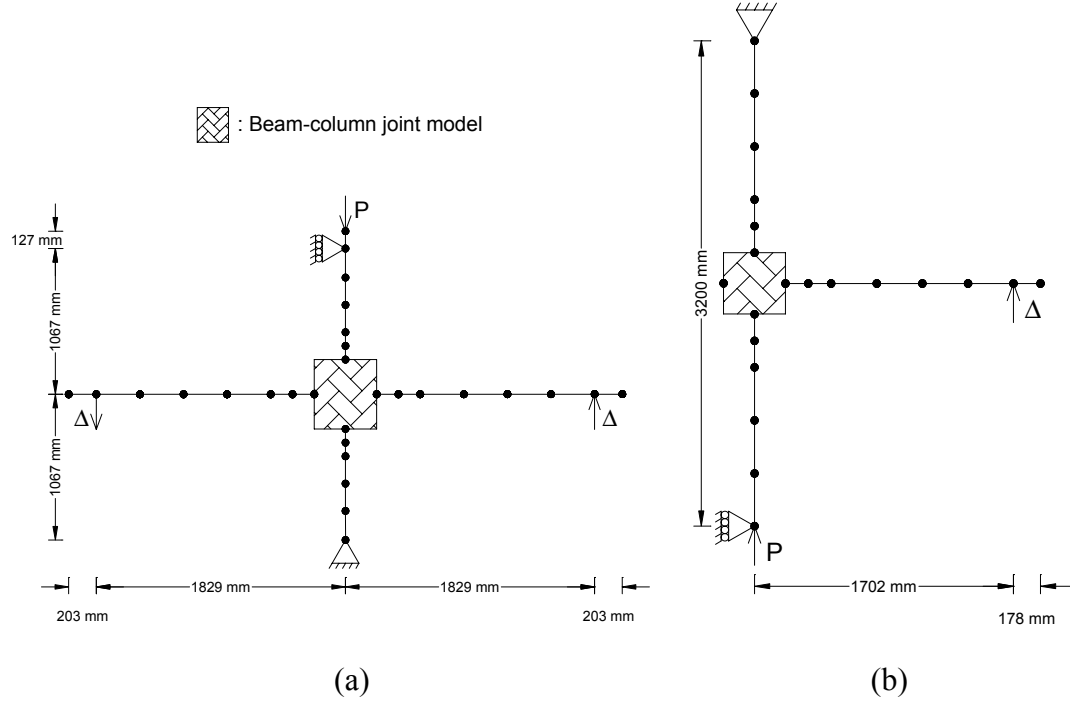 : Beam-column joint model
P
127 mm
1067 mm
Δ
Δ
1067 mm
1829 mm
1829 mm
203 mm
203 mm
(a)
3200 mm
Δ
P
1702 mm
178 mm
(b)